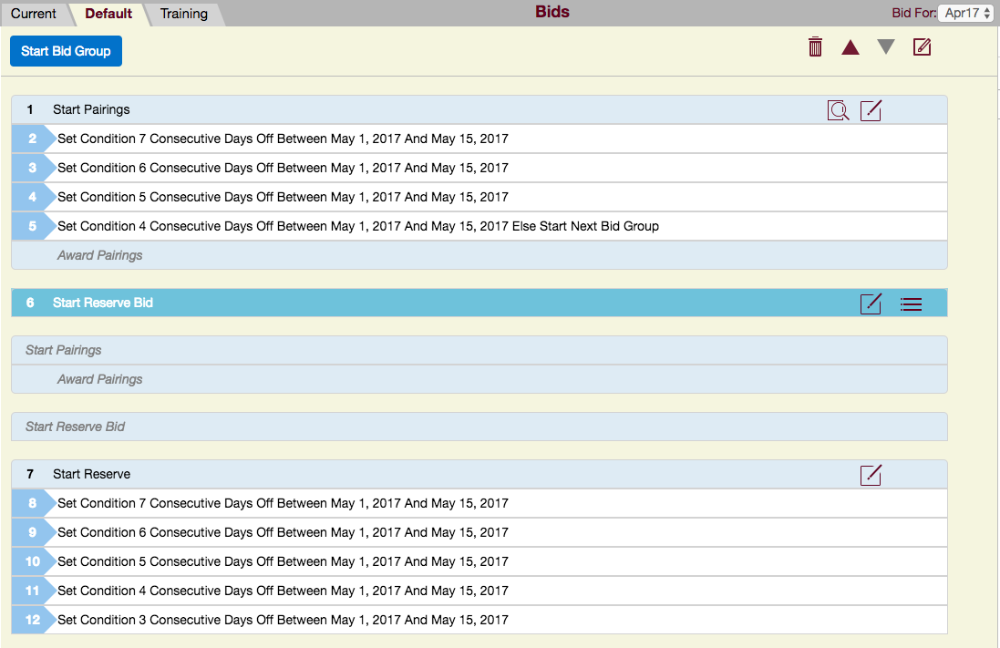 Current Default Training Bids Bid For: Apr17
Start Bid Group
1 Start Pairings
2 Set Condition 7 Consecutive Days Off Between May 1, 2017 And May 15, 2017
3 Set Condition 6 Consecutive Days Off Between May 1, 2017 And May 15, 2017
4 Set Condition 5 Consecutive Days Off Between May 1, 2017 And May 15, 2017
5 Set Condition 4 Consecutive Days Off Between May 1, 2017 And May 15, 2017 Else Start Next Bid Group
Award Pairings
6 Start Reserve Bid
Start Pairings
Award Pairings
Start Reserve Bid
7 Start Reserve
8 Set Condition 7 Consecutive Days Off Between May 1, 2017 And May 15, 2017
9 Set Condition 6 Consecutive Days Off Between May 1, 2017 And May 15, 2017
10 Set Condition 5 Consecutive Days Off Between May 1, 2017 And May 15, 2017
11 Set Condition 4 Consecutive Days Off Between May 1, 2017 And May 15, 2017
12 Set Condition 3 Consecutive Days Off Between May 1, 2017 And May 15, 2017